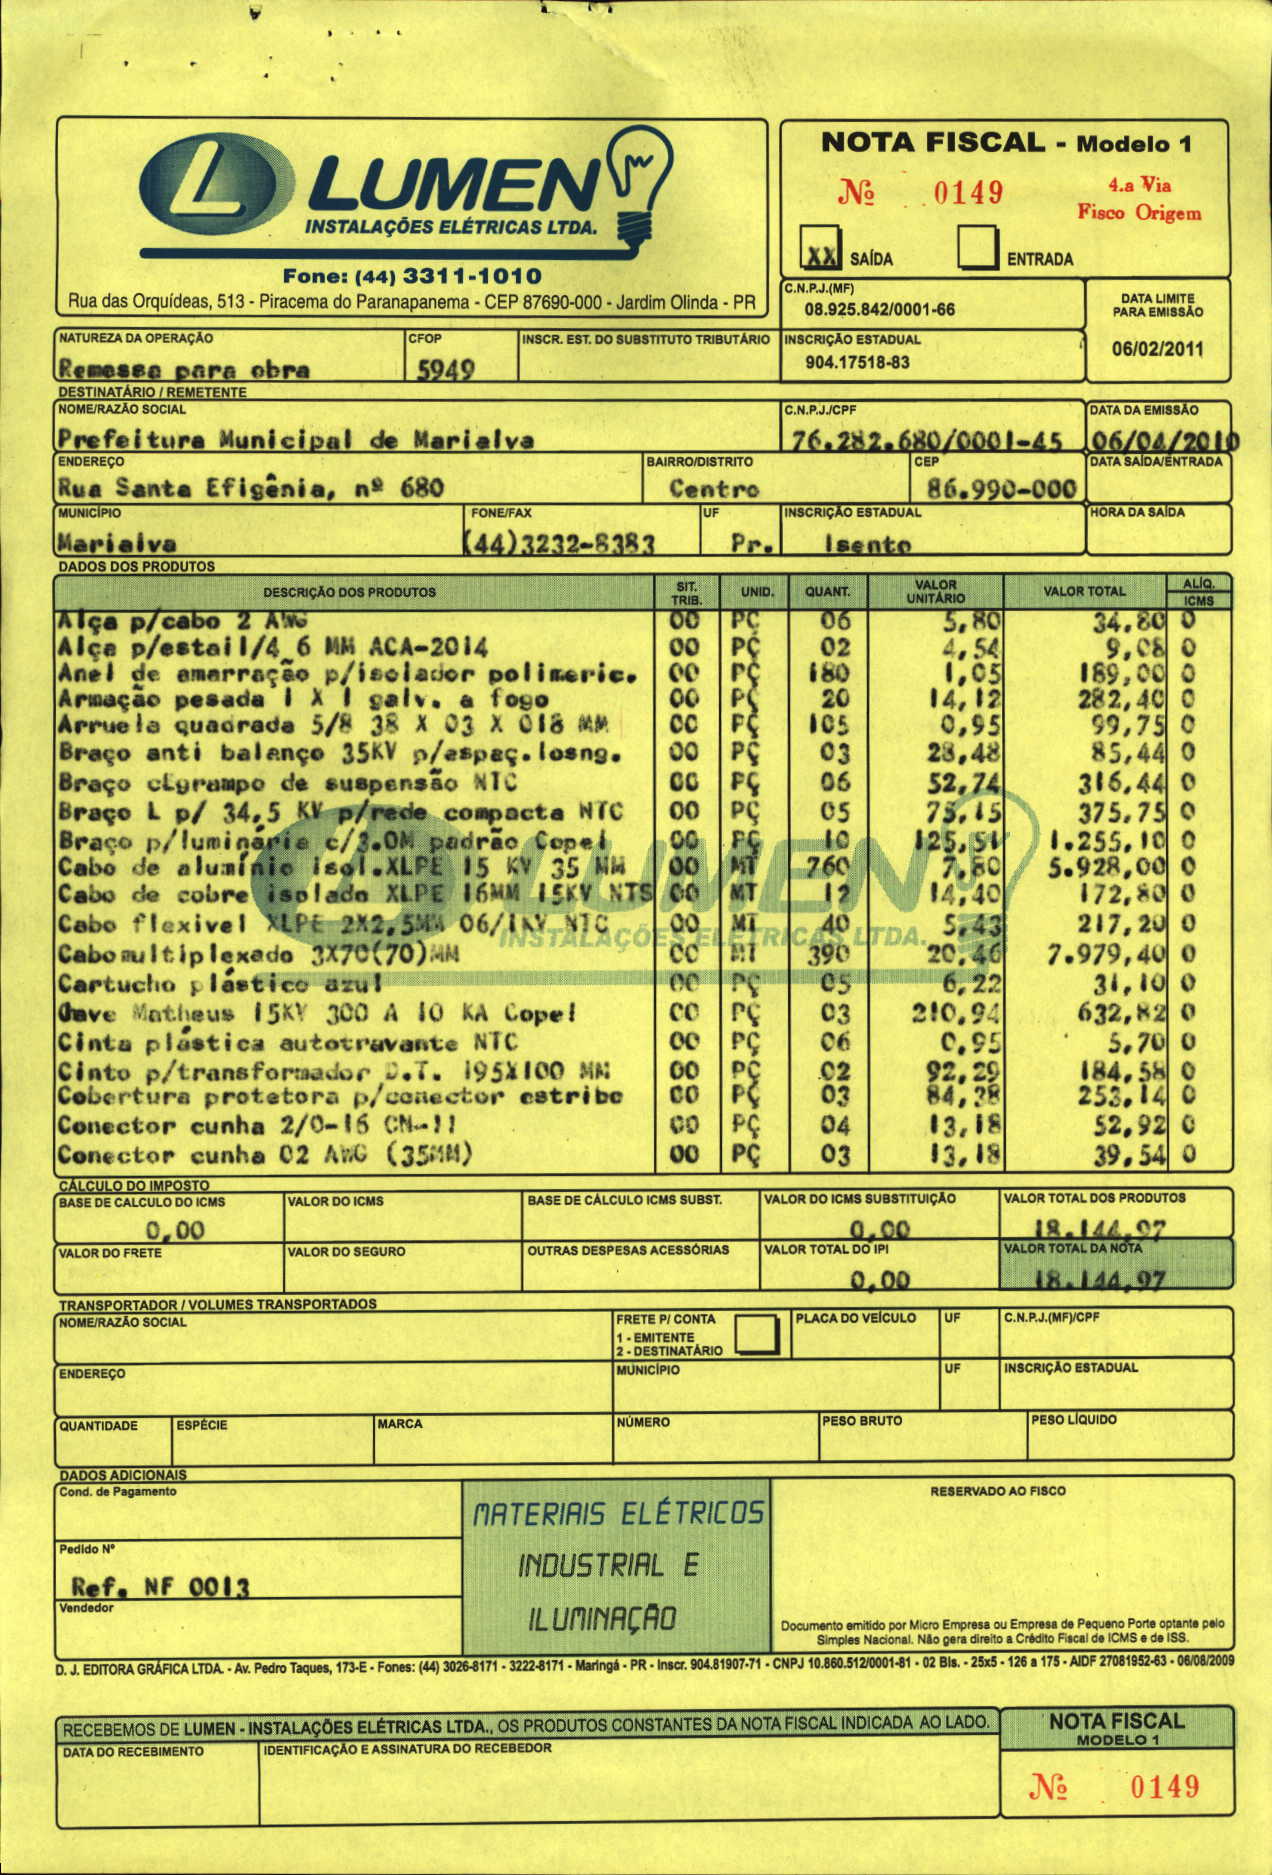 LUMEN
INSTALAÇÕES ELÉTRICAS LTDA.
Fone: (44) 3311-1010
Rua das Orquídeas, 513 - Piracema do Paranapanema - CEP 87690-000 - Jardim Olinda - PR
NOTA FISCAL - Modelo 1
Nº 0149
4.a Via
Fisco Origem
XX SAÍDA ENTRADA
C.N.P.J.(MF)
08.925.842/0001-66
DATA LIMITE
PARA EMISSÃO
06/02/2011
NATUREZA DA OPERAÇÃO CFOP INSCR. EST. DO SUBSTITUTO TRIBUTÁRIO INSCRIÇÃO ESTADUAL
Remessa para obra 5949 904.17518-83
DESTINATÁRIO / REMETENTE
NOME/RAZÃO SOCIAL C.N.P.J./CPF DATA DA EMISSÃO
Prefeitura Municipal de Marialva 76.282.680/0001-45 06/04/2010
ENDEREÇO BAIRRO/DISTRITO CEP DATA SAÍDA/ENTRADA
Rua Santa Efigênia, nº 680 Centro 86.990-000
MUNICÍPIO FONE/FAX UF INSCRIÇÃO ESTADUAL HORA DA SAÍDA
Marialva (44)3232-8383 Pr. Isento
DADOS DOS PRODUTOS
DESCRIÇÃO DOS PRODUTOS SIT. TRIB. UNID. QUANT. VALOR UNITÁRIO VALOR TOTAL ALÍQ. ICMS
Alça p/cabo 2 AWG 00 PÇ 06 5,80 34,80 0
Alça p/estail/4_6 MM ACA-2014 00 PÇ 02 4,54 9,08 0
Anel de amarração p/isolador polimeric. 00 PÇ 180 1,05 189,00 0
Armação pesada 1 X 1 galv. a fogo 00 PÇ 20 14,12 282,40 0
Arruela quadrada 5/8 38 X 03 X 018 MM 00 PÇ 105 0,95 99,75 0
Braço anti balanço 35KV p/espaç.losng. 00 PÇ 03 28,48 85,44 0
Braço cLgrampo de suspensão NTC 00 PÇ 06 52,74 316,44 0
Braço L p/ 34,5 KV p/rede compacta NTC 00 PÇ 05 75,15 375,75 0
Braço p/luminária c/3.0M padrão Copel 00 PÇ 10 125,51 1.255,10 0
Cabo de alumínio isol.XLPE 15 KV 35 MM 00 MT 760 7,80 5.928,00 0
Cabo de cobre isolado XLPE 16MM 15KV NTS 00 MT 12 14,40 172,80 0
Cabo flexivel XLPE 2X2,5MM 06/1KV NTC 00 MT 40 5,43 217,20 0
Cabomultiplexado 3X70(70)MM 00 MT 390 20,46 7.979,40 0
Cartucho plástico azul 00 PÇ 05 6,22 31,10 0
Matheus 15KV 300 A 10 KA Copel 00 PÇ 03 210,94 632,82 0
Cinta plástica autotravante NTC 00 PÇ 06 0,95 5,70 0
Cinto p/transformador D.T. 195X100 MM 00 PÇ 02 92,29 184,58 0
Cobertura protetora p/conector estribo 00 PÇ 03 84,38 253,14 0
Conector cunha 2/0-16 CN-11 00 PÇ 04 13,18 52,92 0
Conector cunha 02 AWG (35MM) 00 PÇ 03 13,18 39,54 0
LUMEN
INSTALAÇÕES ELÉTRICAS LTDA.
CÁLCULO DO IMPOSTO
BASE DE CALCULO DO ICMS VALOR DO ICMS BASE DE CÁLCULO ICMS SUBST. VALOR DO ICMS SUBSTITUIÇÃO VALOR TOTAL DOS PRODUTOS
0,00 0,00 18.144,97
VALOR DO FRETE VALOR DO SEGURO OUTRAS DESPESAS ACESSÓRIAS VALOR TOTAL DO IPI VALOR TOTAL DA NOTA
0,00 18.144,97
TRANSPORTADOR / VOLUMES TRANSPORTADOS
NOME/RAZÃO SOCIAL FRETE P/ CONTA PLACA DO VEÍCULO UF C.N.P.J.(MF)/CPF
1 - EMITENTE
2 - DESTINATÁRIO
ENDEREÇO MUNICÍPIO UF INSCRIÇÃO ESTADUAL
QUANTIDADE ESPÉCIE MARCA NÚMERO PESO BRUTO PESO LÍQUIDO
DADOS ADICIONAIS
Cond. de Pagamento
Pedido Nº
Ref. NF 0013
Vendedor
MATERIAIS ELÉTRICOS
INDUSTRIAL E
ILUMINAÇÃO
RESERVADO AO FISCO
Documento emitido por Micro Empresa ou Empresa de Pequeno Porte optante pelo
Simples Nacional. Não gera direito a Crédito Fiscal de ICMS e de ISS.
D. J. EDITORA GRÁFICA LTDA. - Av. Pedro Taques, 173-E - Fones: (44) 3026-8171 - 3222-8171 - Maringá - PR - Inscr. 904.81907-71 - CNPJ 10.860.512/0001-81 - 02 Bls. - 25x5 - 126 a 175 - AIDF 27081952-63 - 06/08/2009
RECEBEMOS DE LUMEN - INSTALAÇÕES ELÉTRICAS LTDA., OS PRODUTOS CONSTANTES DA NOTA FISCAL INDICADA AO LADO.
DATA DO RECEBIMENTO IDENTIFICAÇÃO E ASSINATURA DO RECEBEDOR
NOTA FISCAL
MODELO 1
Nº 0149